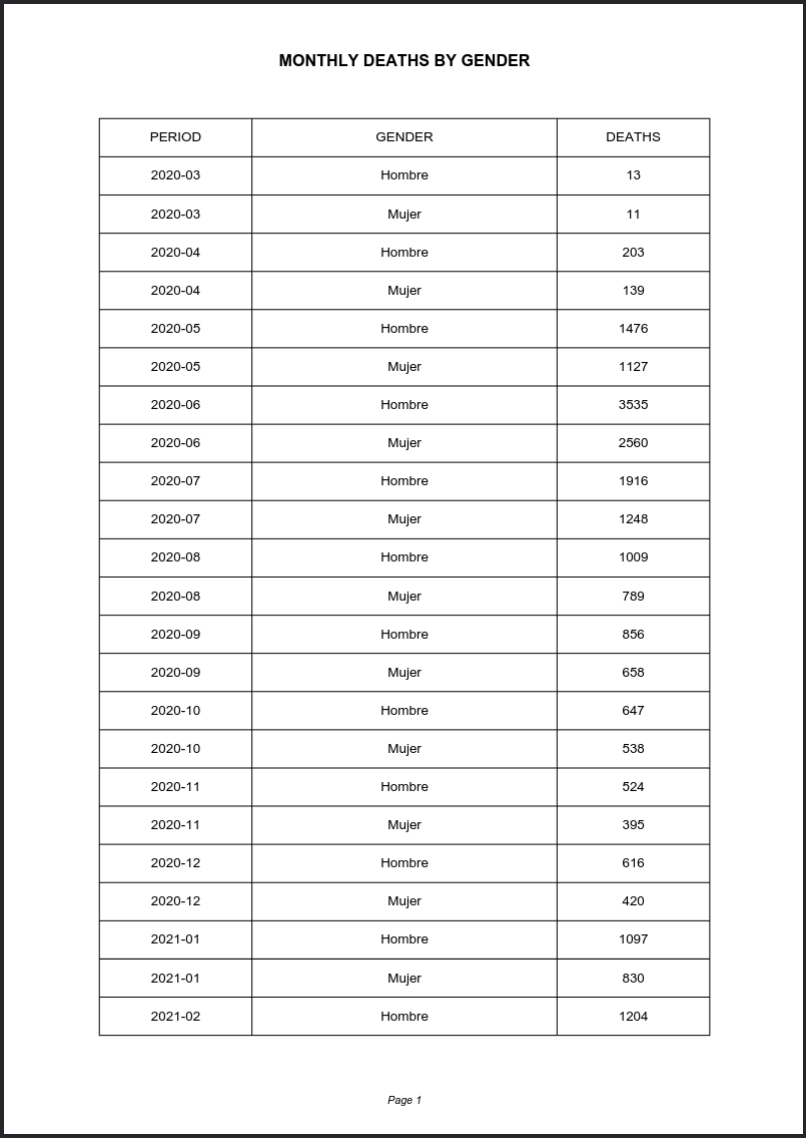 MONTHLY DEATHS BY GENDER
PERIOD GENDER DEATHS
2020-03 Hombre 13
2020-03 Mujer 11
2020-04 Hombre 203
2020-04 Mujer 139
2020-05 Hombre 1476
2020-05 Mujer 1127
2020-06 Hombre 3535
2020-06 Mujer 2560
2020-07 Hombre 1916
2020-07 Mujer 1248
2020-08 Hombre 1009
2020-08 Mujer 789
2020-09 Hombre 856
2020-09 Mujer 658
2020-10 Hombre 647
2020-10 Mujer 538
2020-11 Hombre 524
2020-11 Mujer 395
2020-12 Hombre 616
2020-12 Mujer 420
2021-01 Hombre 1097
2021-01 Mujer 830
2021-02 Hombre 1204
Page 1